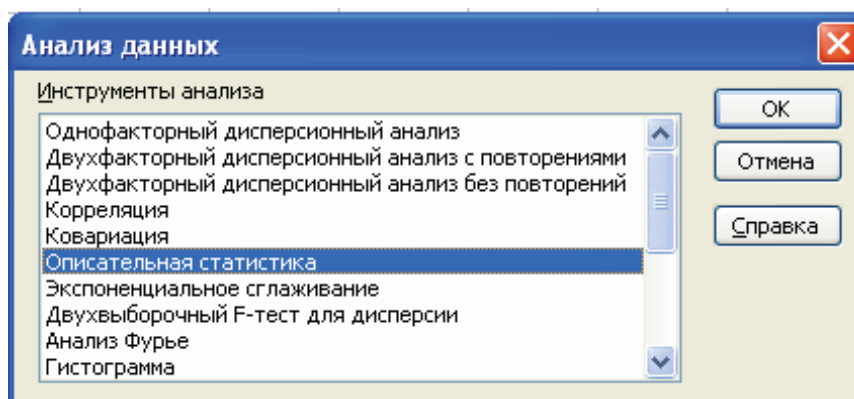 Анализ данных
Инструменты анализа
Однофакторный дисперсионный анализ
Двухфакторный дисперсионный анализ с повторениями
Двухфакторный дисперсионный анализ без повторений
Корреляция
Ковариация
Описательная статистика
Экспоненциальное сглаживание
Двухвыборочный F-тест для дисперсии
Анализ Фурье
Гистограмма
ОК
Отмена
Справка